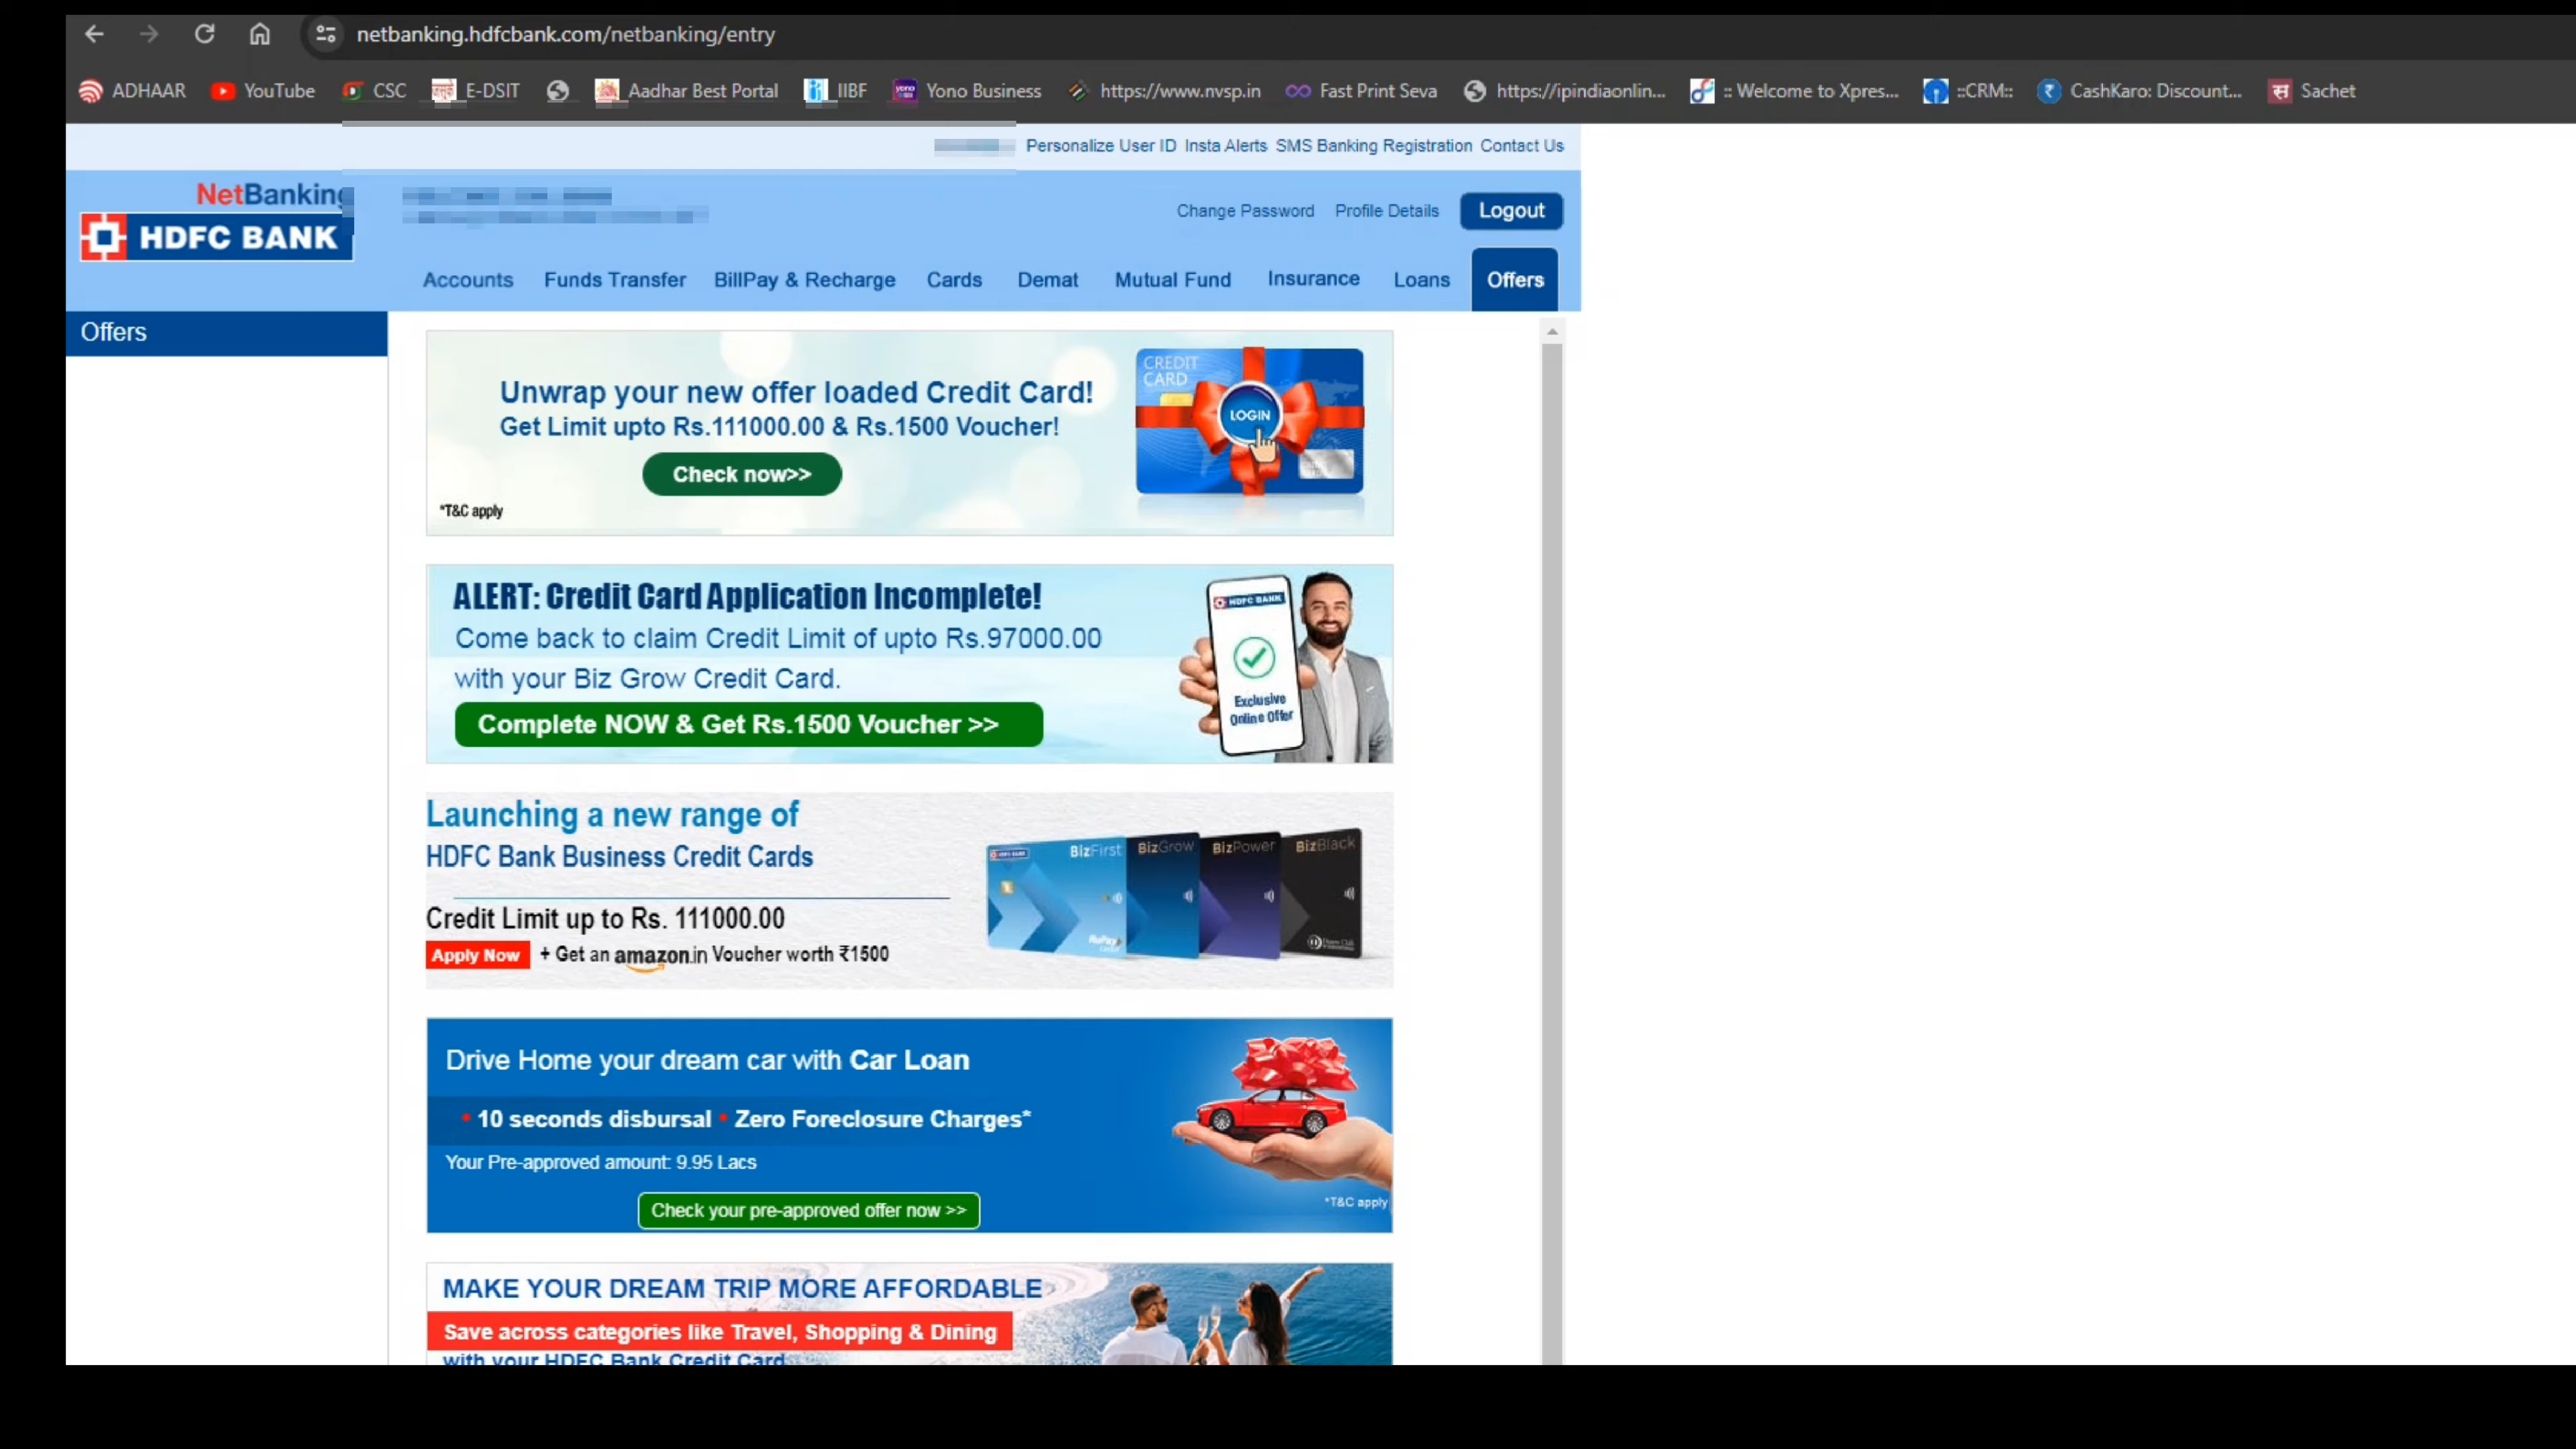 netbanking.hdfcbank.com/netbanking/entry
ADHAAR YouTube CSC E-DSIT Aadhar Best Portal IIBF Yono Business https://www.nvsp.in Fast Print Seva https://ipindiaonlin... :: Welcome to Xpres... ::CRM:: CashKaro: Discount... Sachet
Personalize User ID Insta Alerts SMS Banking Registration Contact Us
NetBanking
HDFC BANK
Change Password Profile Details Logout
Accounts Funds Transfer BillPay & Recharge Cards Demat Mutual Fund Insurance Loans Offers
Offers
Unwrap your new offer loaded Credit Card!
Get Limit upto Rs.111000.00 & Rs.1500 Voucher!
Check now>>
*T&C apply
CREDIT
CARD
LOGIN
ALERT: Credit Card Application Incomplete!
Come back to claim Credit Limit of upto Rs.97000.00
with your Biz Grow Credit Card.
Complete NOW & Get Rs.1500 Voucher >>
HDFC BANK
Exclusive
Online Offer
Launching a new range of
HDFC Bank Business Credit Cards
Credit Limit up to Rs. 111000.00
Apply Now + Get an amazon.in Voucher worth ₹1500
BizFirst BizGrow BizPower BizBlack
RuPay
Drive Home your dream car with Car Loan
• 10 seconds disbursal • Zero Foreclosure Charges*
Your Pre-approved amount: 9.95 Lacs
Check your pre-approved offer now >>
*T&C apply
MAKE YOUR DREAM TRIP MORE AFFORDABLE
Save across categories like Travel, Shopping & Dining
with your HDFC Bank Credit Card